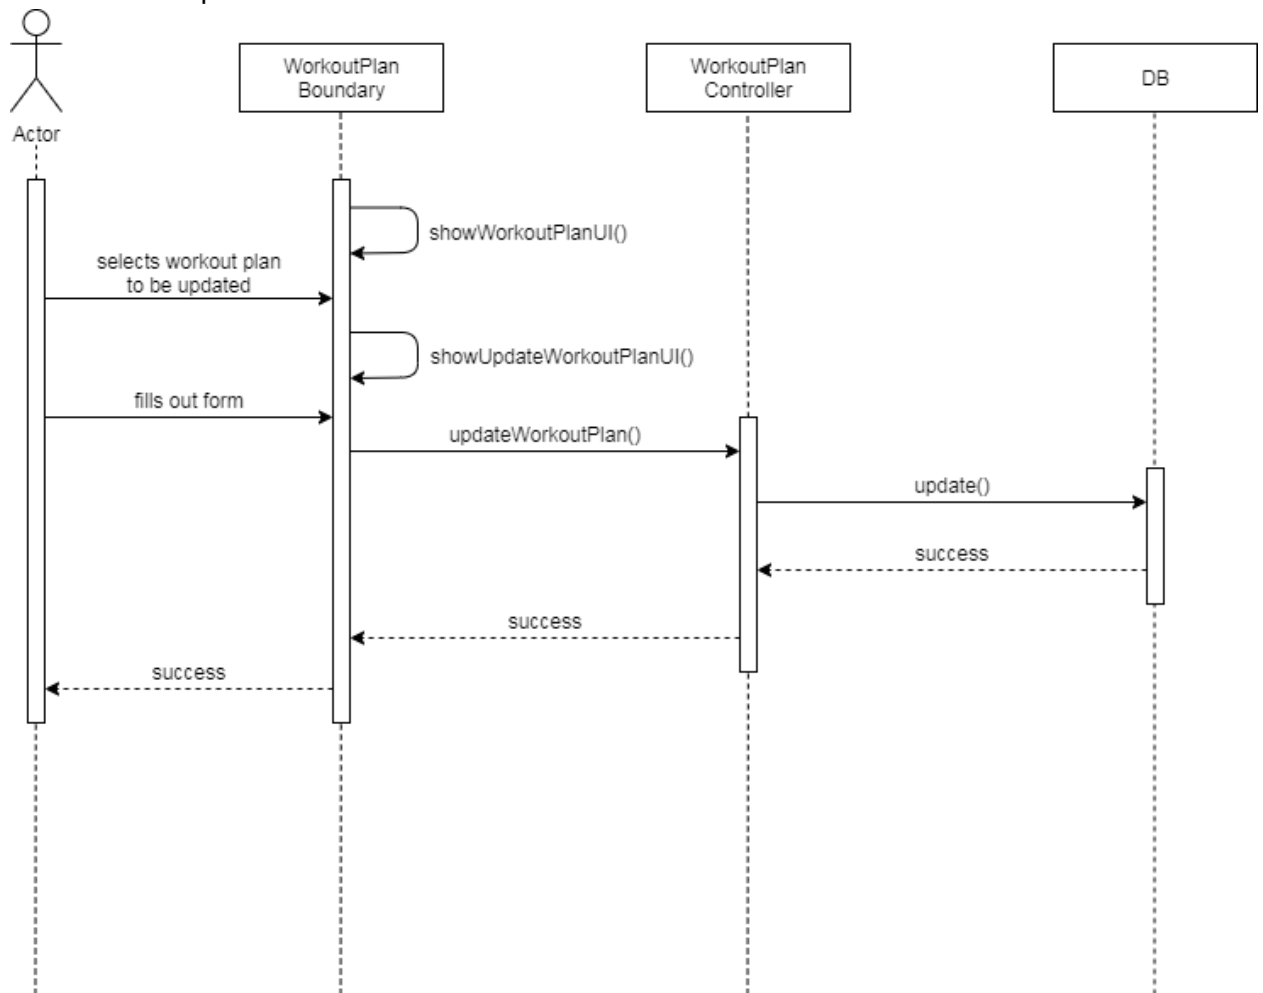 WorkoutPlan
Boundary
WorkoutPlan
Controller
DB
Actor
showWorkoutPlanUI()
selects workout plan
to be updated
showUpdateWorkoutPlanUI()
fills out form
updateWorkoutPlan()
update()
success
success
success